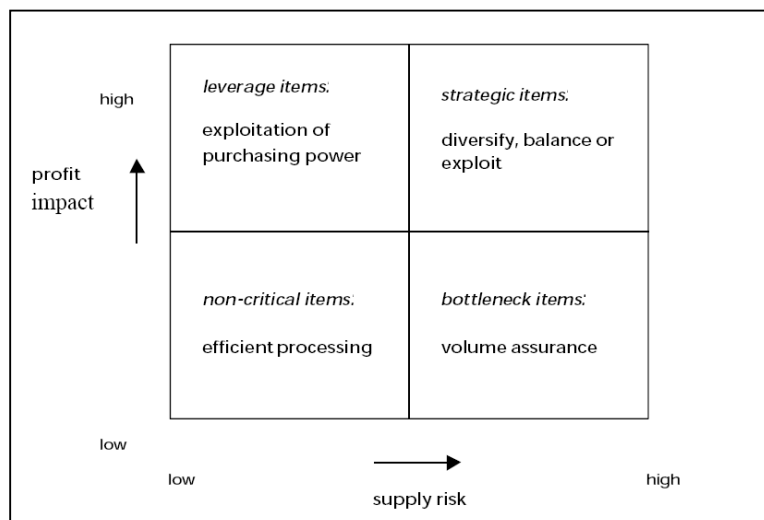 high
leverage items:
exploitation of
purchasing power
strategic items:
diversify, balance or
exploit
profit
impact
non-critical items:
efficient processing
bottleneck items:
volume assurance
low
low
high
supply risk